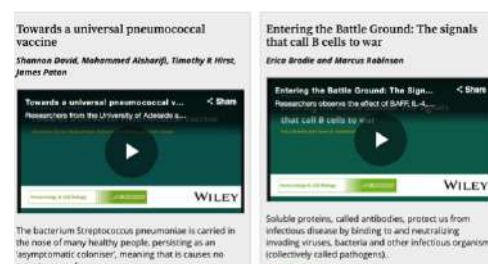 Towards a universal pneumococcal
vaccine
Shannon David, Mohammed Alsharifi, Timothy R Hirst,
James Paton
Towards a universal pneumococcal v...
Share
Researchers from the University of Adelaide a...
WILEY
The bacterium Streptococcus pneumoniae is carried in
the nose of many healthy people, persisting as an
'asymptomatic coloniser', meaning that is causes no
Entering the Battle Ground: The signals
that call B cells to war
Erica Brodie and Marcus Robinson
Entering the Battle Ground: The Sign...
Share
Researchers observe the effect of BAFF, IL-4,...
that call B cells to war
WILEY
Soluble proteins, called antibodies, protect us from
infectious disease by binding to and neutralizing
invading viruses, bacteria and other infectious organism
(collectively called pathogens).